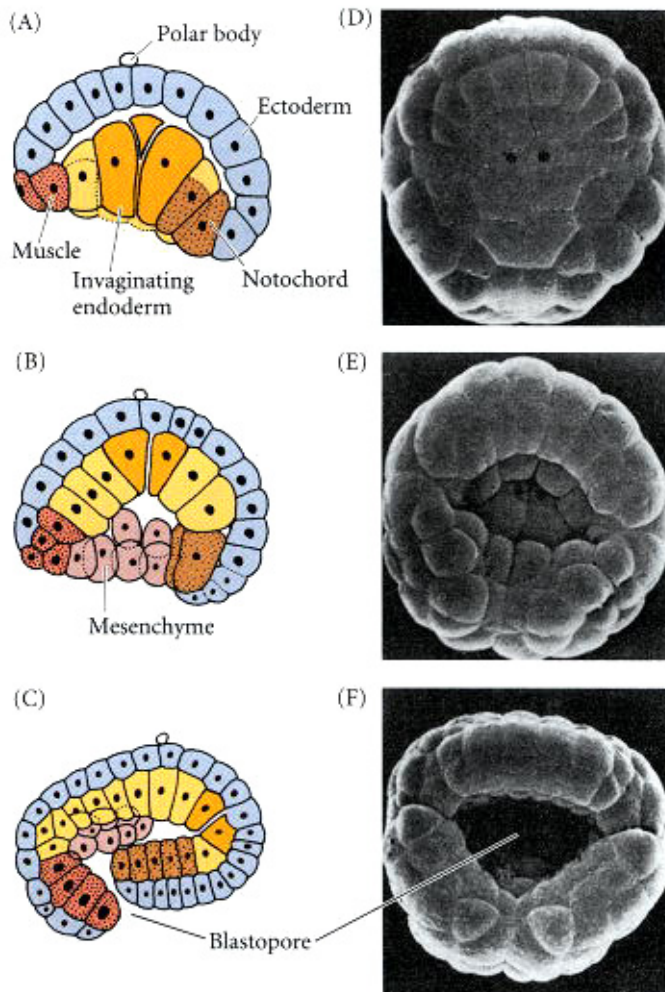 (A)
Polar body
Ectoderm
Muscle
Invaginating
endoderm
Notochord
(D)
(B)
Mesenchyme
(E)
(C)
Blastopore
(F)